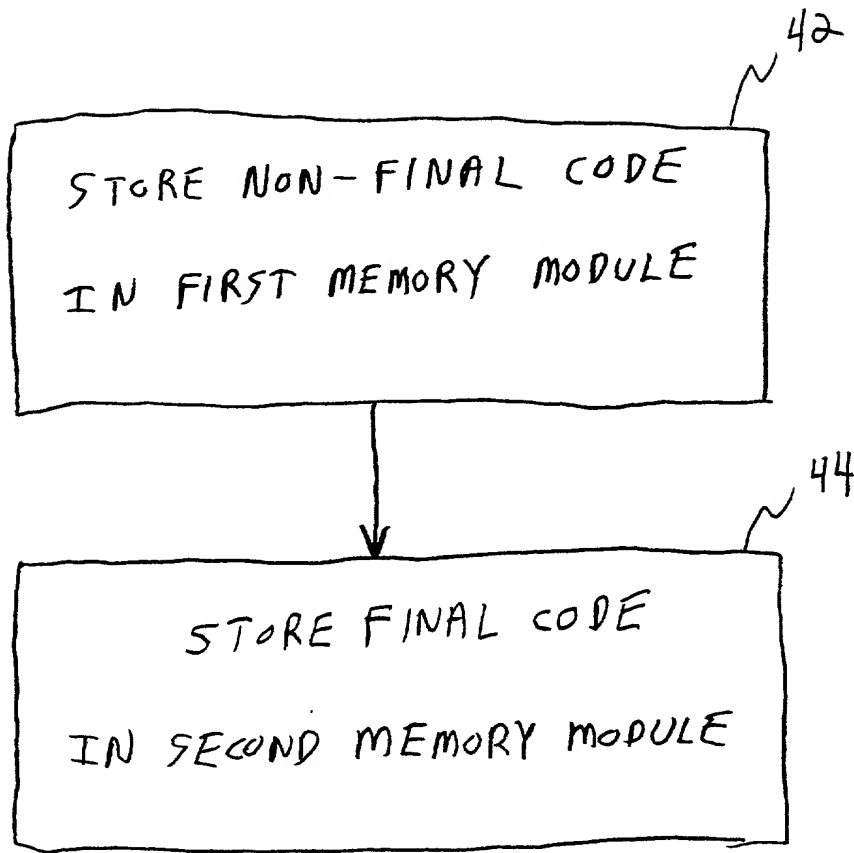 42
STORE NON-FINAL CODE
IN FIRST MEMORY MODULE
44
STORE FINAL CODE
IN SECOND MEMORY MODULE